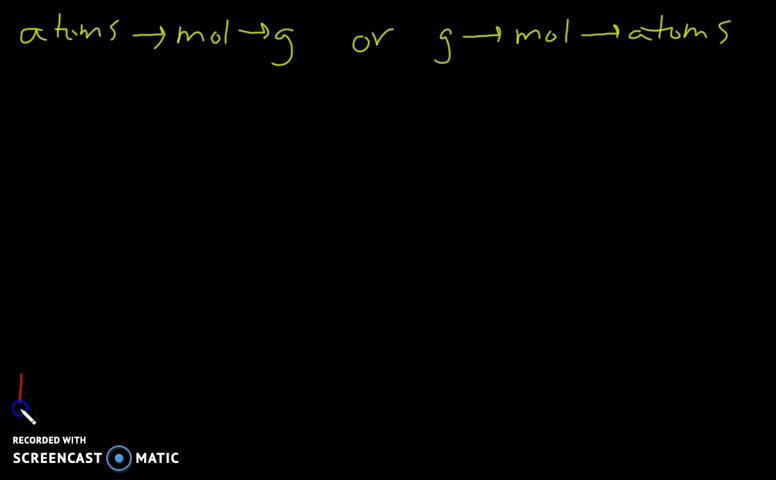 atoms → mol → g or g → mol → atoms
RECORDED WITH
SCREENCAST MATIC